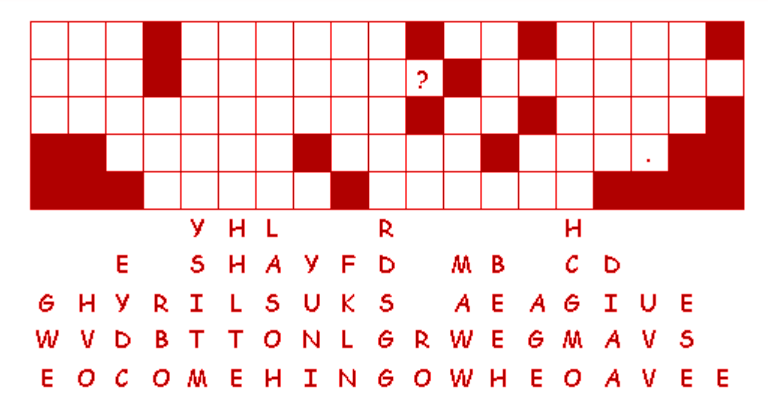 ?
.
Y H L R H
E S H A Y F D M B C D
G H Y R I L S U K S A E A G I U E
W V D B T T O N L G R W E G M A V S
E O C O M E H I N G O W H E O A V E E